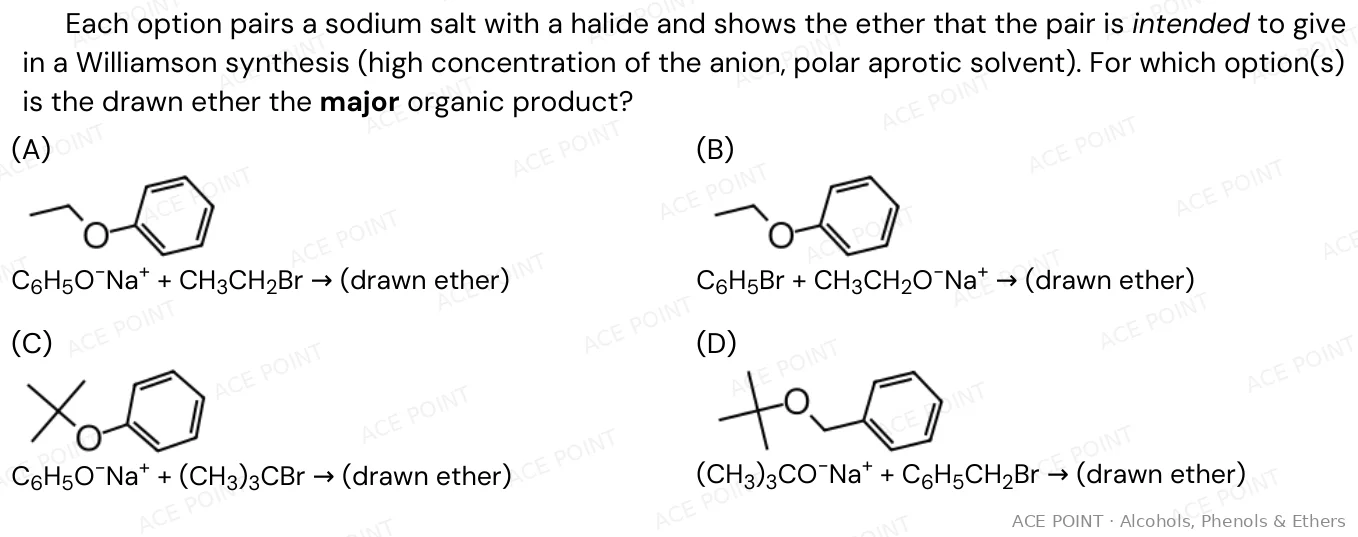 Each option pairs a sodium salt with a halide and shows the ether that the pair is intended to give
in a Williamson synthesis (high concentration of the anion, polar aprotic solvent). For which option(s)
is the drawn ether the major organic product?
(A)
(B)
O
O
C₆H₅O⁻Na⁺ + CH₃CH₂Br → (drawn ether)
C₆H₅Br + CH₃CH₂O⁻Na⁺ → (drawn ether)
(C)
(D)
O
O
C₆H₅O⁻Na⁺ + (CH₃)₃CBr → (drawn ether)
(CH₃)₃CO⁻Na⁺ + C₆H₅CH₂Br → (drawn ether)
ACE POINT · Alcohols, Phenols & Ethers
ACE POINT